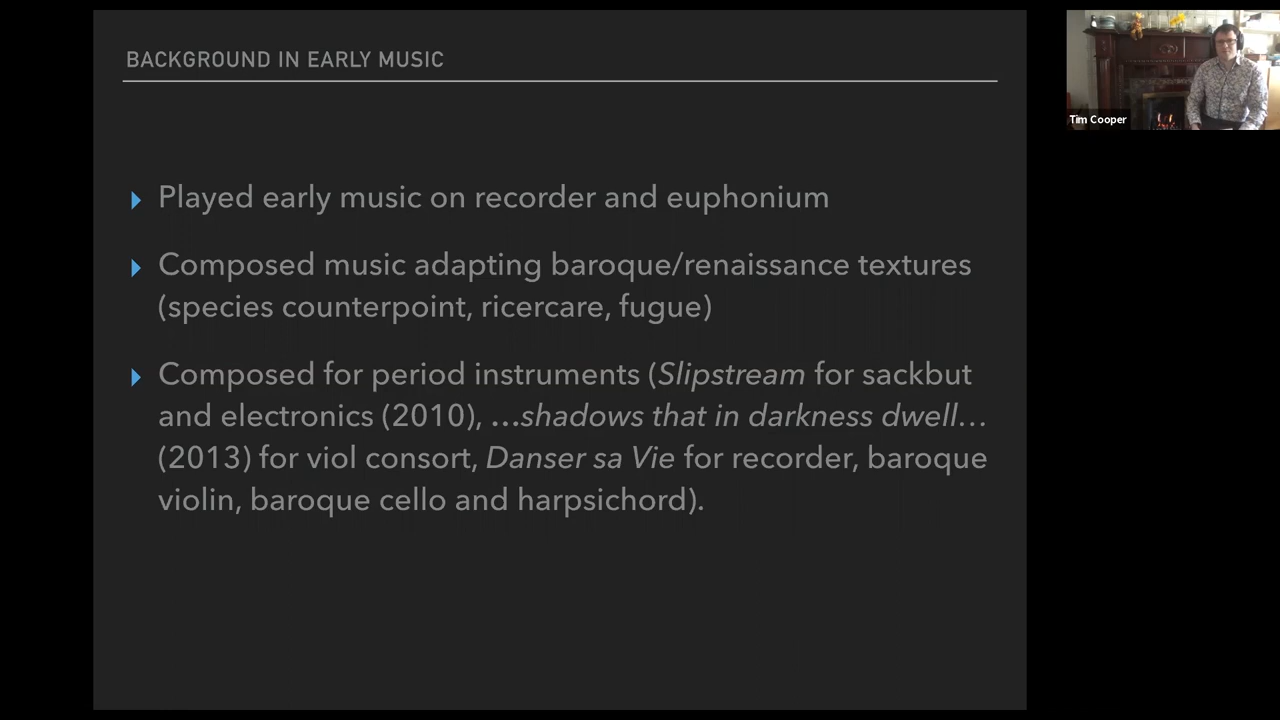 BACKGROUND IN EARLY MUSIC
Played early music on recorder and euphonium
Composed music adapting baroque/renaissance textures
(species counterpoint, ricercare, fugue)
Composed for period instruments (Slipstream for sackbut
and electronics (2010), …shadows that in darkness dwell…
(2013) for viol consort, Danser sa Vie for recorder, baroque
violin, baroque cello and harpsichord).
Tim Cooper